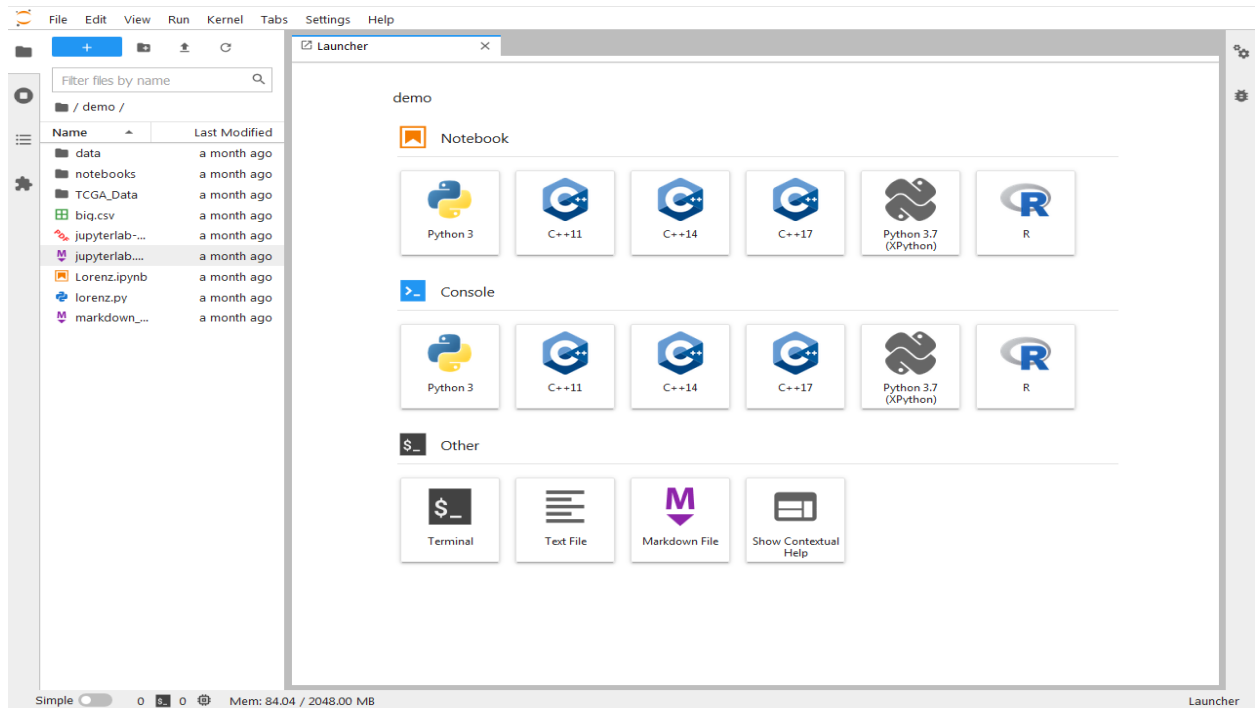 File Edit View Run Kernel Tabs Settings Help
Launcher
Filter files by name
/ demo /
Name Last Modified
data a month ago
notebooks a month ago
TCGA_Data a month ago
big.csv a month ago
jupyterlab-... a month ago
jupyterlab.... a month ago
Lorenz.ipynb a month ago
lorenz.py a month ago
markdown_... a month ago
demo
Notebook
Python 3 C++11 C++14 C++17 Python 3.7 R
(XPython)
Console
Python 3 C++11 C++14 C++17 Python 3.7 R
(XPython)
$_ Other
$_ M
Terminal Text File Markdown File Show Contextual
Help
Simple 0 $_ 0 Mem: 84.04 / 2048.00 MB Launcher